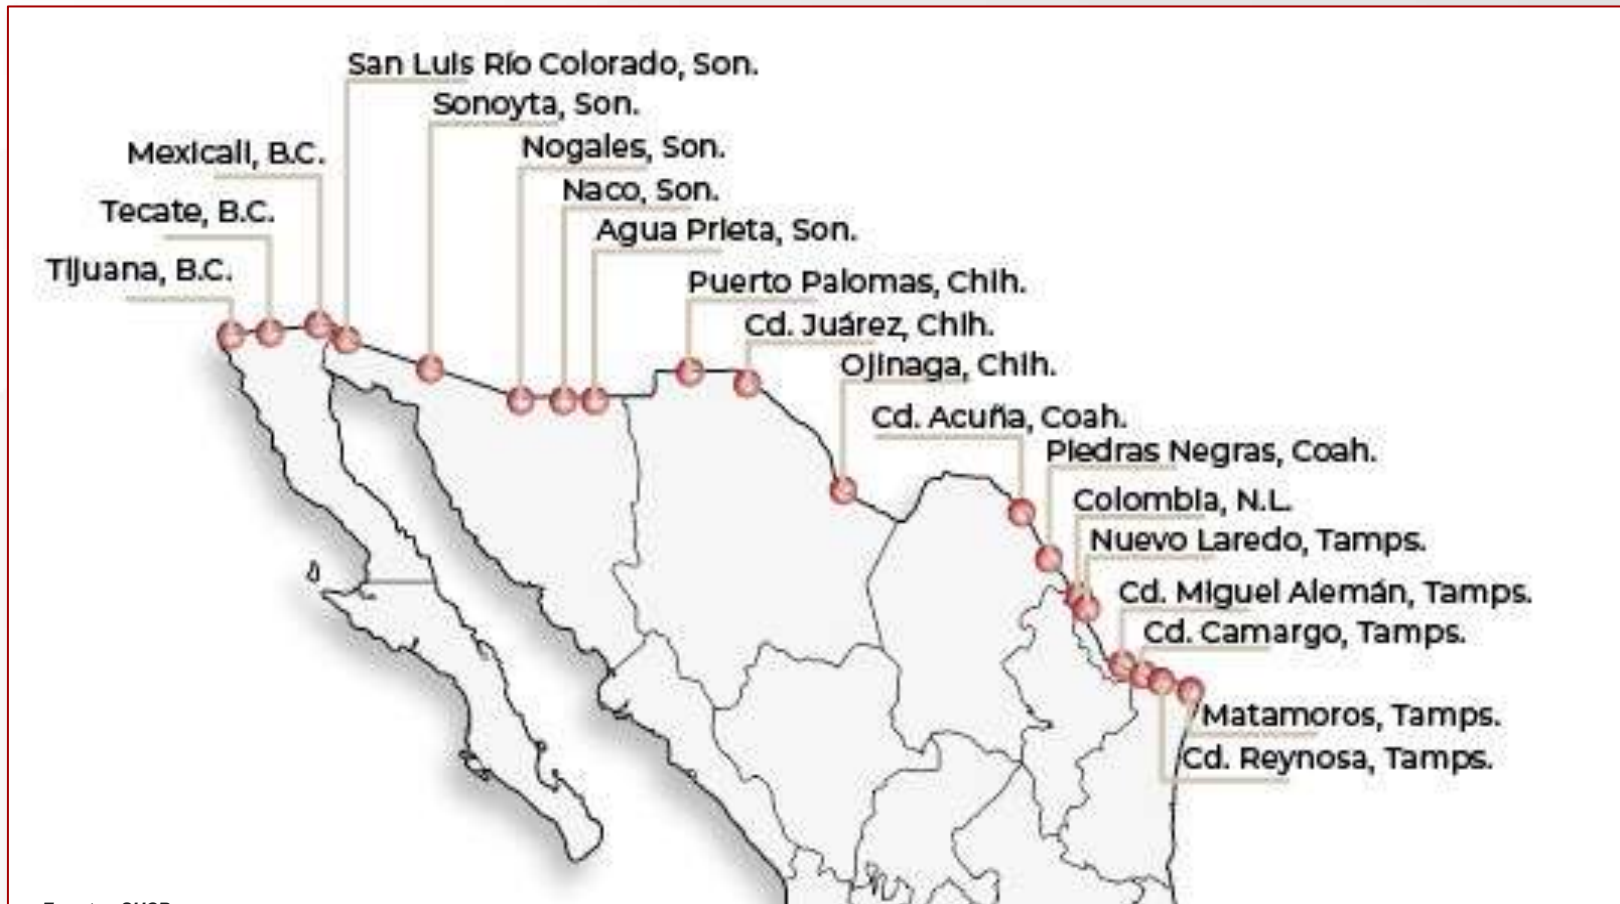 San Luis Río Colorado, Son.
Sonoyta, Son.
Nogales, Son.
Mexicali, B.C.
Naco, Son.
Tecate, B.C.
Agua Prieta, Son.
Tijuana, B.C.
Puerto Palomas, Chih.
Cd. Juárez, Chih.
Ojinaga, Chih.
Cd. Acuña, Coah.
Piedras Negras, Coah.
Colombia, N.L.
Nuevo Laredo, Tamps.
Cd. Miguel Alemán, Tamps.
Cd. Camargo, Tamps.
Matamoros, Tamps.
Cd. Reynosa, Tamps.